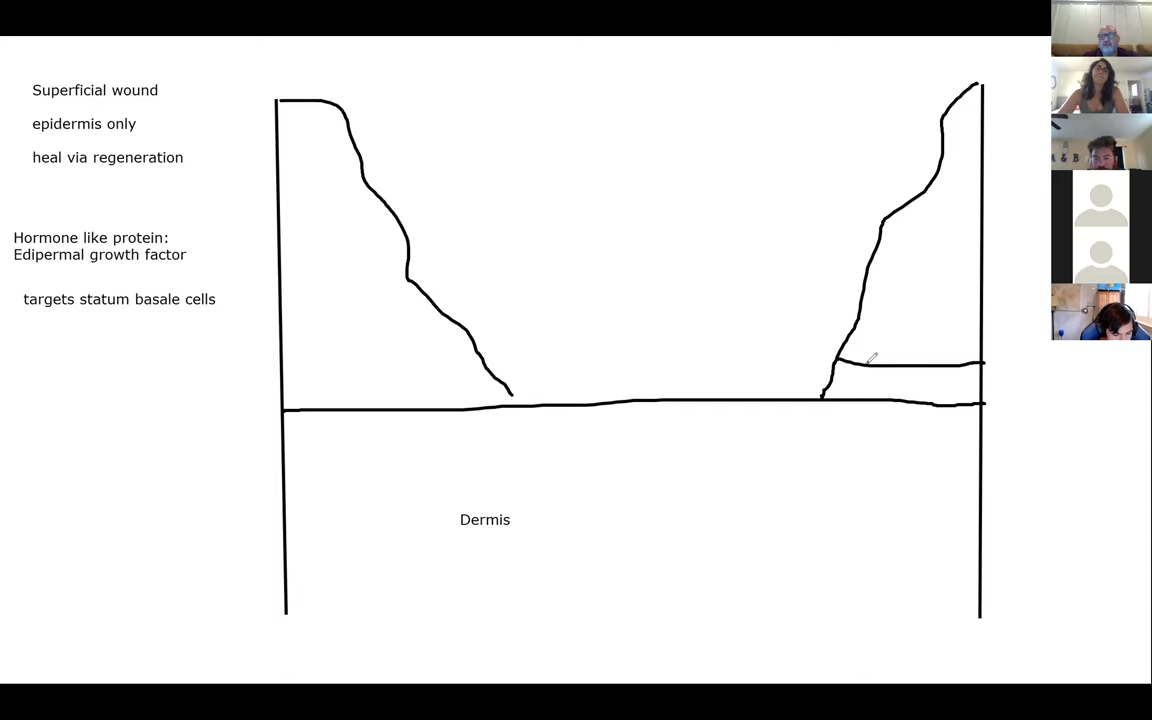 Superficial wound
epidermis only
heal via regeneration
Hormone like protein:
Edipermal growth factor
targets statum basale cells
Dermis
A & B